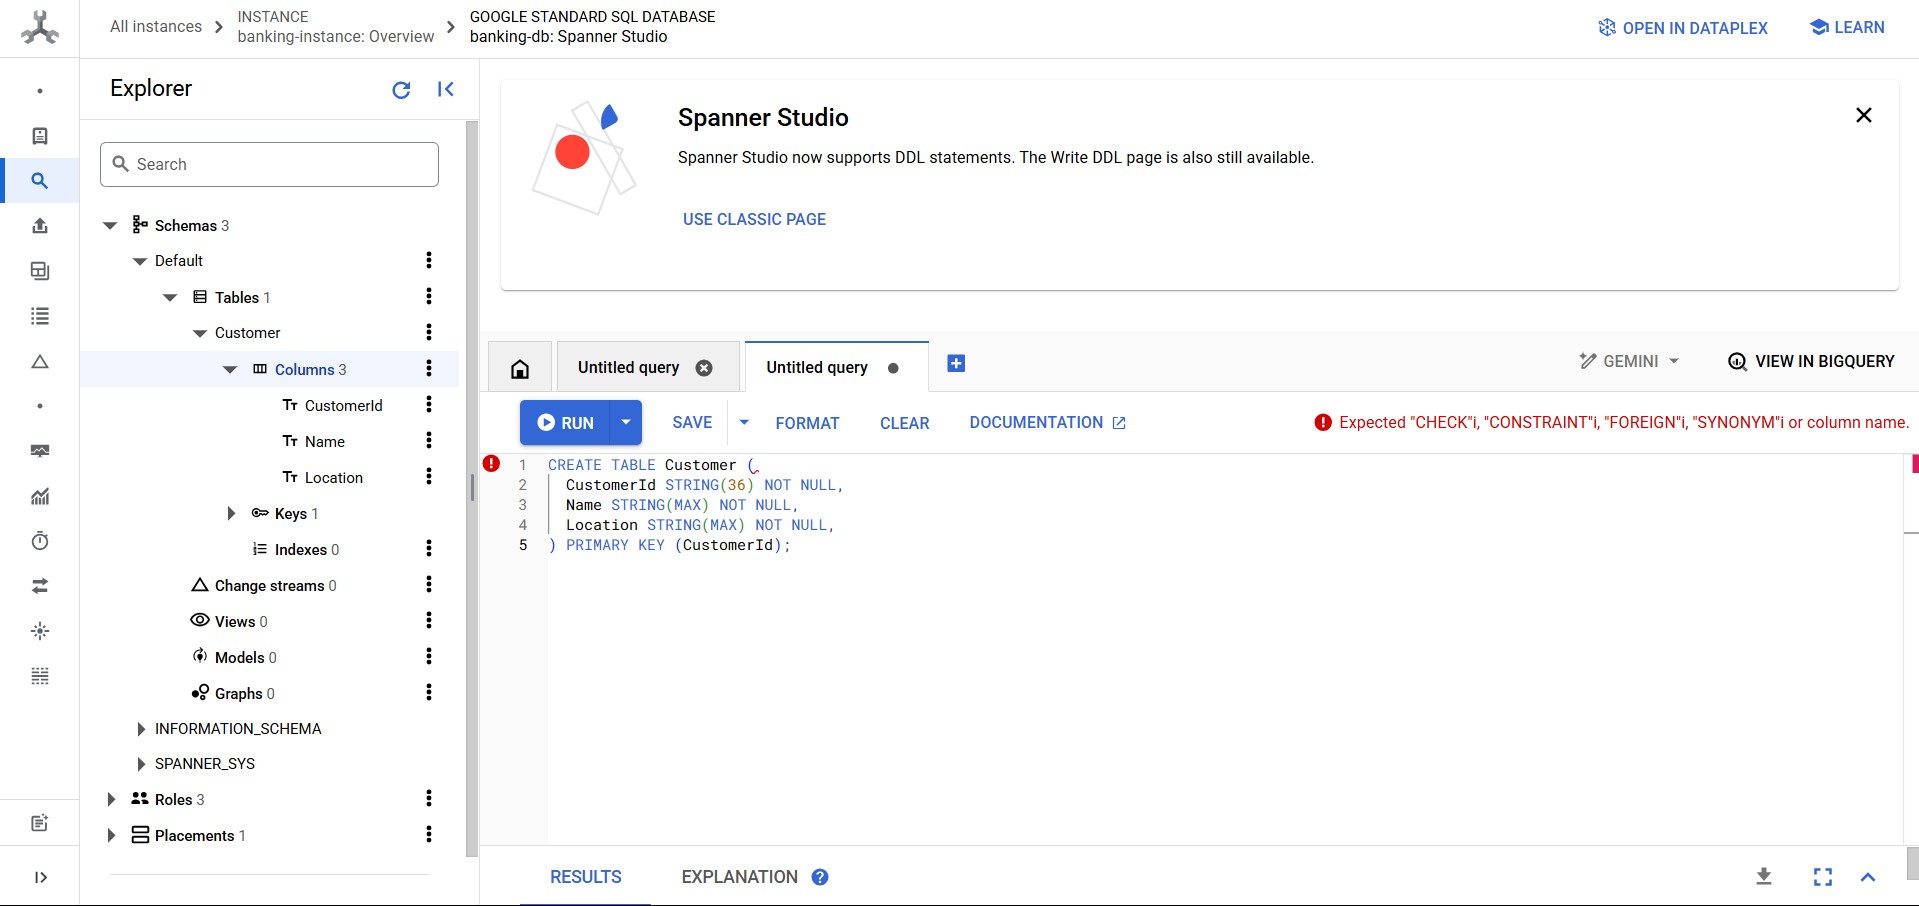 All instances
INSTANCE
banking-instance: Overview
GOOGLE STANDARD SQL DATABASE
banking-db: Spanner Studio
OPEN IN DATAPLEX
LEARN
Explorer
Search
Schemas 3
Default
Tables 1
Customer
Columns 3
CustomerId
Name
Location
Keys 1
Indexes 0
Change streams 0
Views 0
Models 0
Graphs 0
INFORMATION_SCHEMA
SPANNER_SYS
Roles 3
Placements 1
Spanner Studio
Spanner Studio now supports DDL statements. The Write DDL page is also still available.
USE CLASSIC PAGE
Untitled query
Untitled query
GEMINI
VIEW IN BIGQUERY
RUN
SAVE
FORMAT
CLEAR
DOCUMENTATION
Expected "CHECK"i, "CONSTRAINT"i, "FOREIGN"i, "SYNONYM"i or column name.
1 CREATE TABLE Customer (
2 CustomerId STRING(36) NOT NULL,
3 Name STRING(MAX) NOT NULL,
4 Location STRING(MAX) NOT NULL,
5 ) PRIMARY KEY (CustomerId);
RESULTS
EXPLANATION